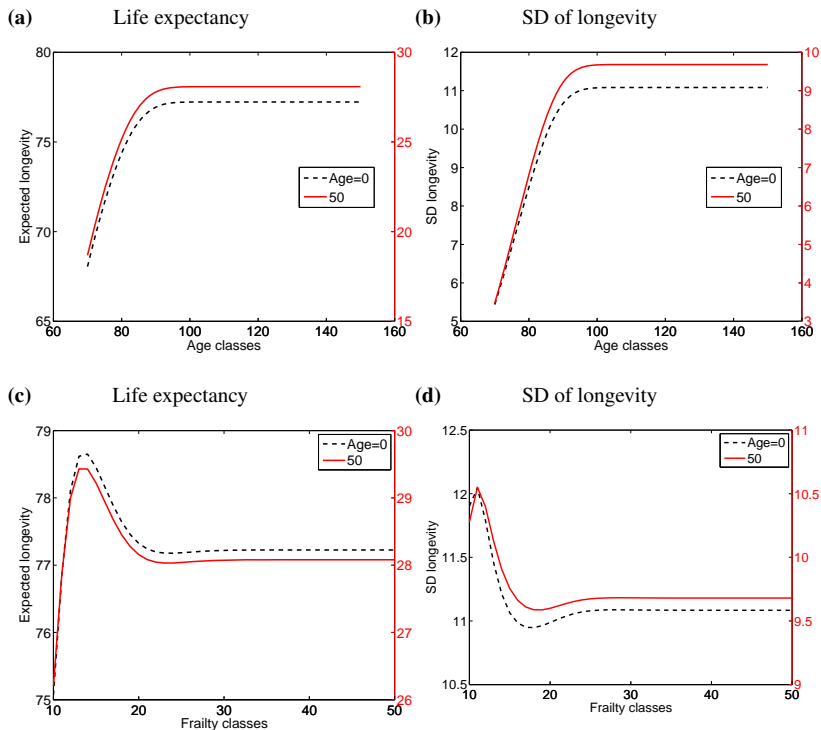 (a) Life expectancy
80
75
70
65
Expected longevity
30
25
20
15
Age=0
50
60 80 100 120 140 160
Age classes
(b) SD of longevity
12
11
10
9
8
7
6
5
SD longevity
10
9
8
7
6
5
4
3
Age=0
50
60 80 100 120 140 160
Age classes
(c) Life expectancy
79
78
77
76
75
Expected longevity
30
29
28
27
26
Age=0
50
10 20 30 40 50
Frailty classes
(d) SD of longevity
12.5
12
11.5
11
10.5
SD longevity
11
10.5
10
9.5
9
Age=0
50
10 20 30 40 50
Frailty classes